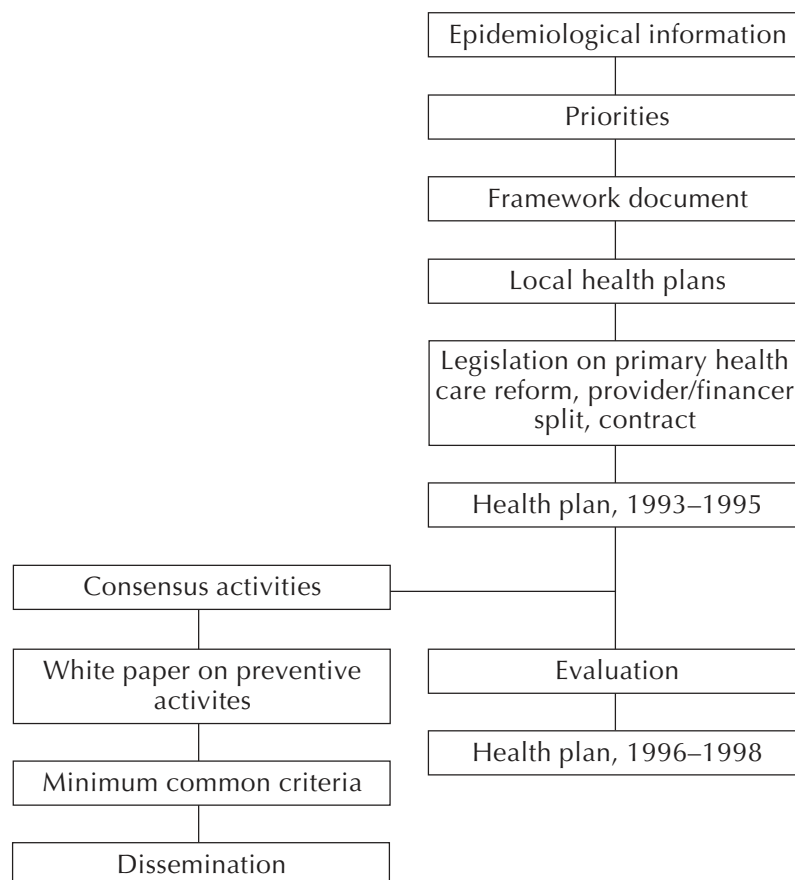 Epidemiological information
Priorities
Framework document
Local health plans
Legislation on primary health
care reform, provider/financer
split, contract
Health plan, 1993–1995
Consensus activities
White paper on preventive
activites
Minimum common criteria
Dissemination
Evaluation
Health plan, 1996–1998